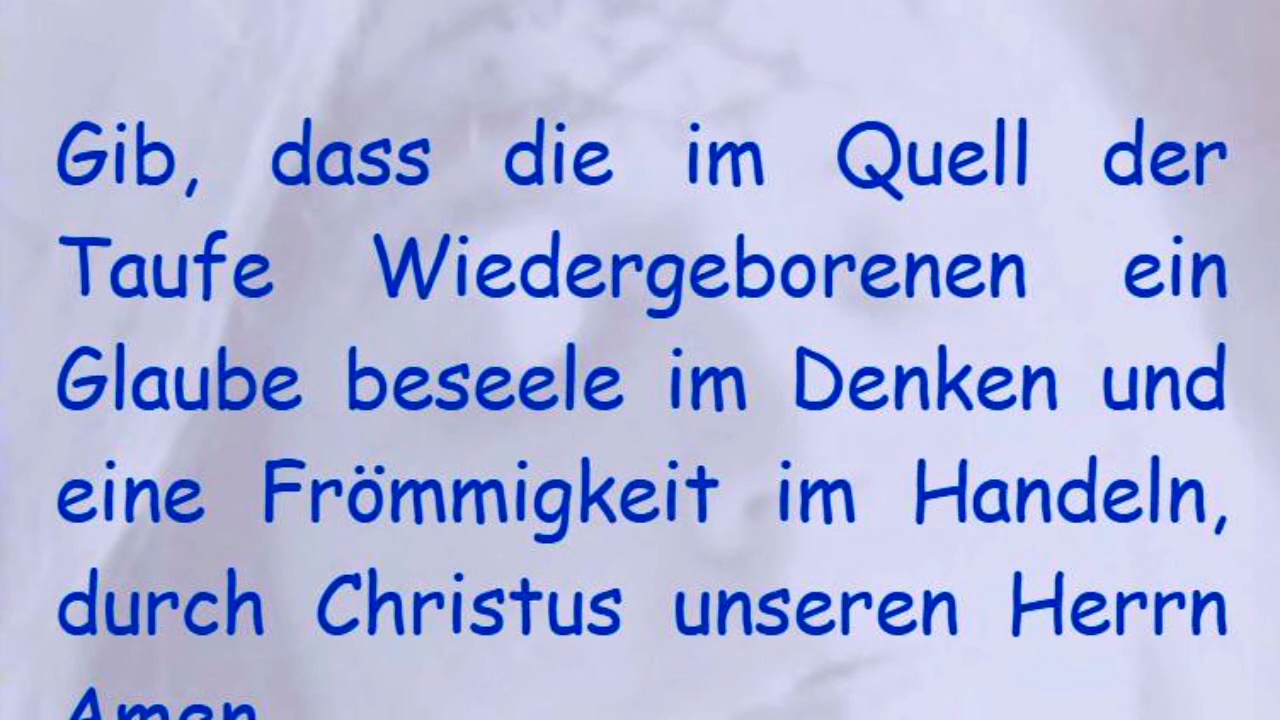 Gib, dass die im Quell der
Taufe Wiedergeborenen ein
Glaube beseele im Denken und
eine Frömmigkeit im Handeln,
durch Christus unseren Herrn
Amen